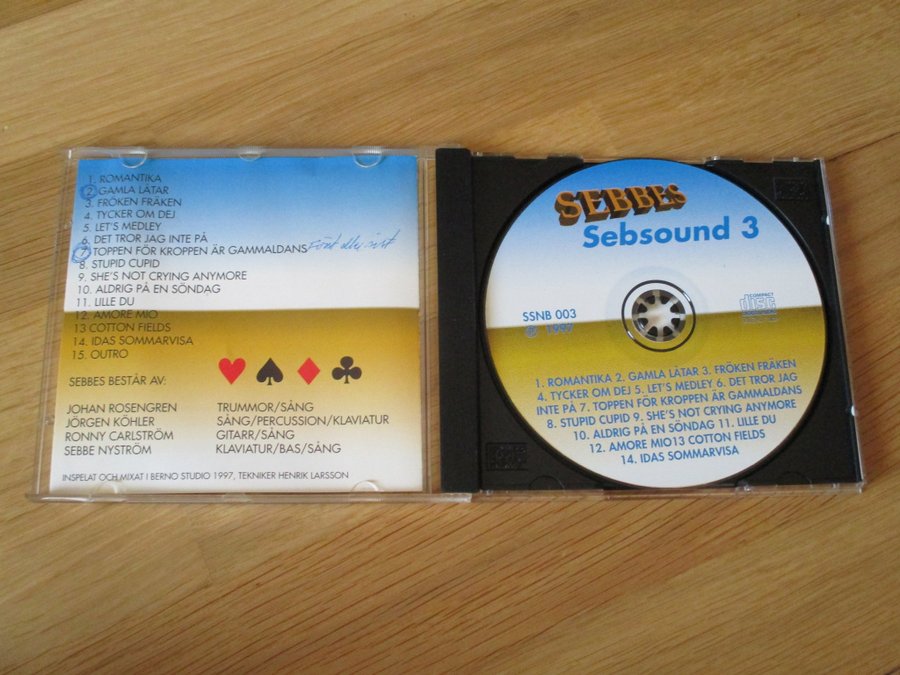 1. ROMANTIKA
2. GAMLA LÅTAR
3. FRÖKEN FRÄKEN
4. TYCKER OM DEJ
5. LET'S MEDLEY
6. DET TROR JAG INTE PÅ
7. TOPPEN FÖR KROPPEN ÄR GAMMALDANS
8. STUPID CUPID
9. SHE'S NOT CRYING ANYMORE
10. ALDRIG PÅ EN SÖNDAG
11. LILLE DU
12. AMORE MIO
13 COTTON FIELDS
14. IDAS SOMMARVISA
15. OUTRO
SEBBES BESTÅR AV:
JOHAN ROSENGREN TRUMMOR/SÅNG
JÖRGEN KÖHLER SÅNG/PERCUSSION/KLAVIATUR
RONNY CARLSTRÖM GITARR/SÅNG
SEBBE NYSTRÖM KLAVIATUR/BAS/SÅNG
INSPELAT OCH MIXAT I BERNO STUDIO 1997, TEKNIKER HENRIK LARSSON
SEBBES
Sebsound 3
SSNB 003
℗ 1997
COMPACT
disc
1. ROMANTIKA 2. GAMLA LÅTAR 3. FRÖKEN FRÄKEN
4. TYCKER OM DEJ 5. LET'S MEDLEY 6. DET TROR JAG
INTE PÅ 7. TOPPEN FÖR KROPPEN ÄR GAMMALDANS
8. STUPID CUPID 9. SHE'S NOT CRYING ANYMORE
10. ALDRIG PÅ EN SÖNDAG 11. LILLE DU
12. AMORE MIO13 COTTON FIELDS
14. IDAS SOMMARVISA